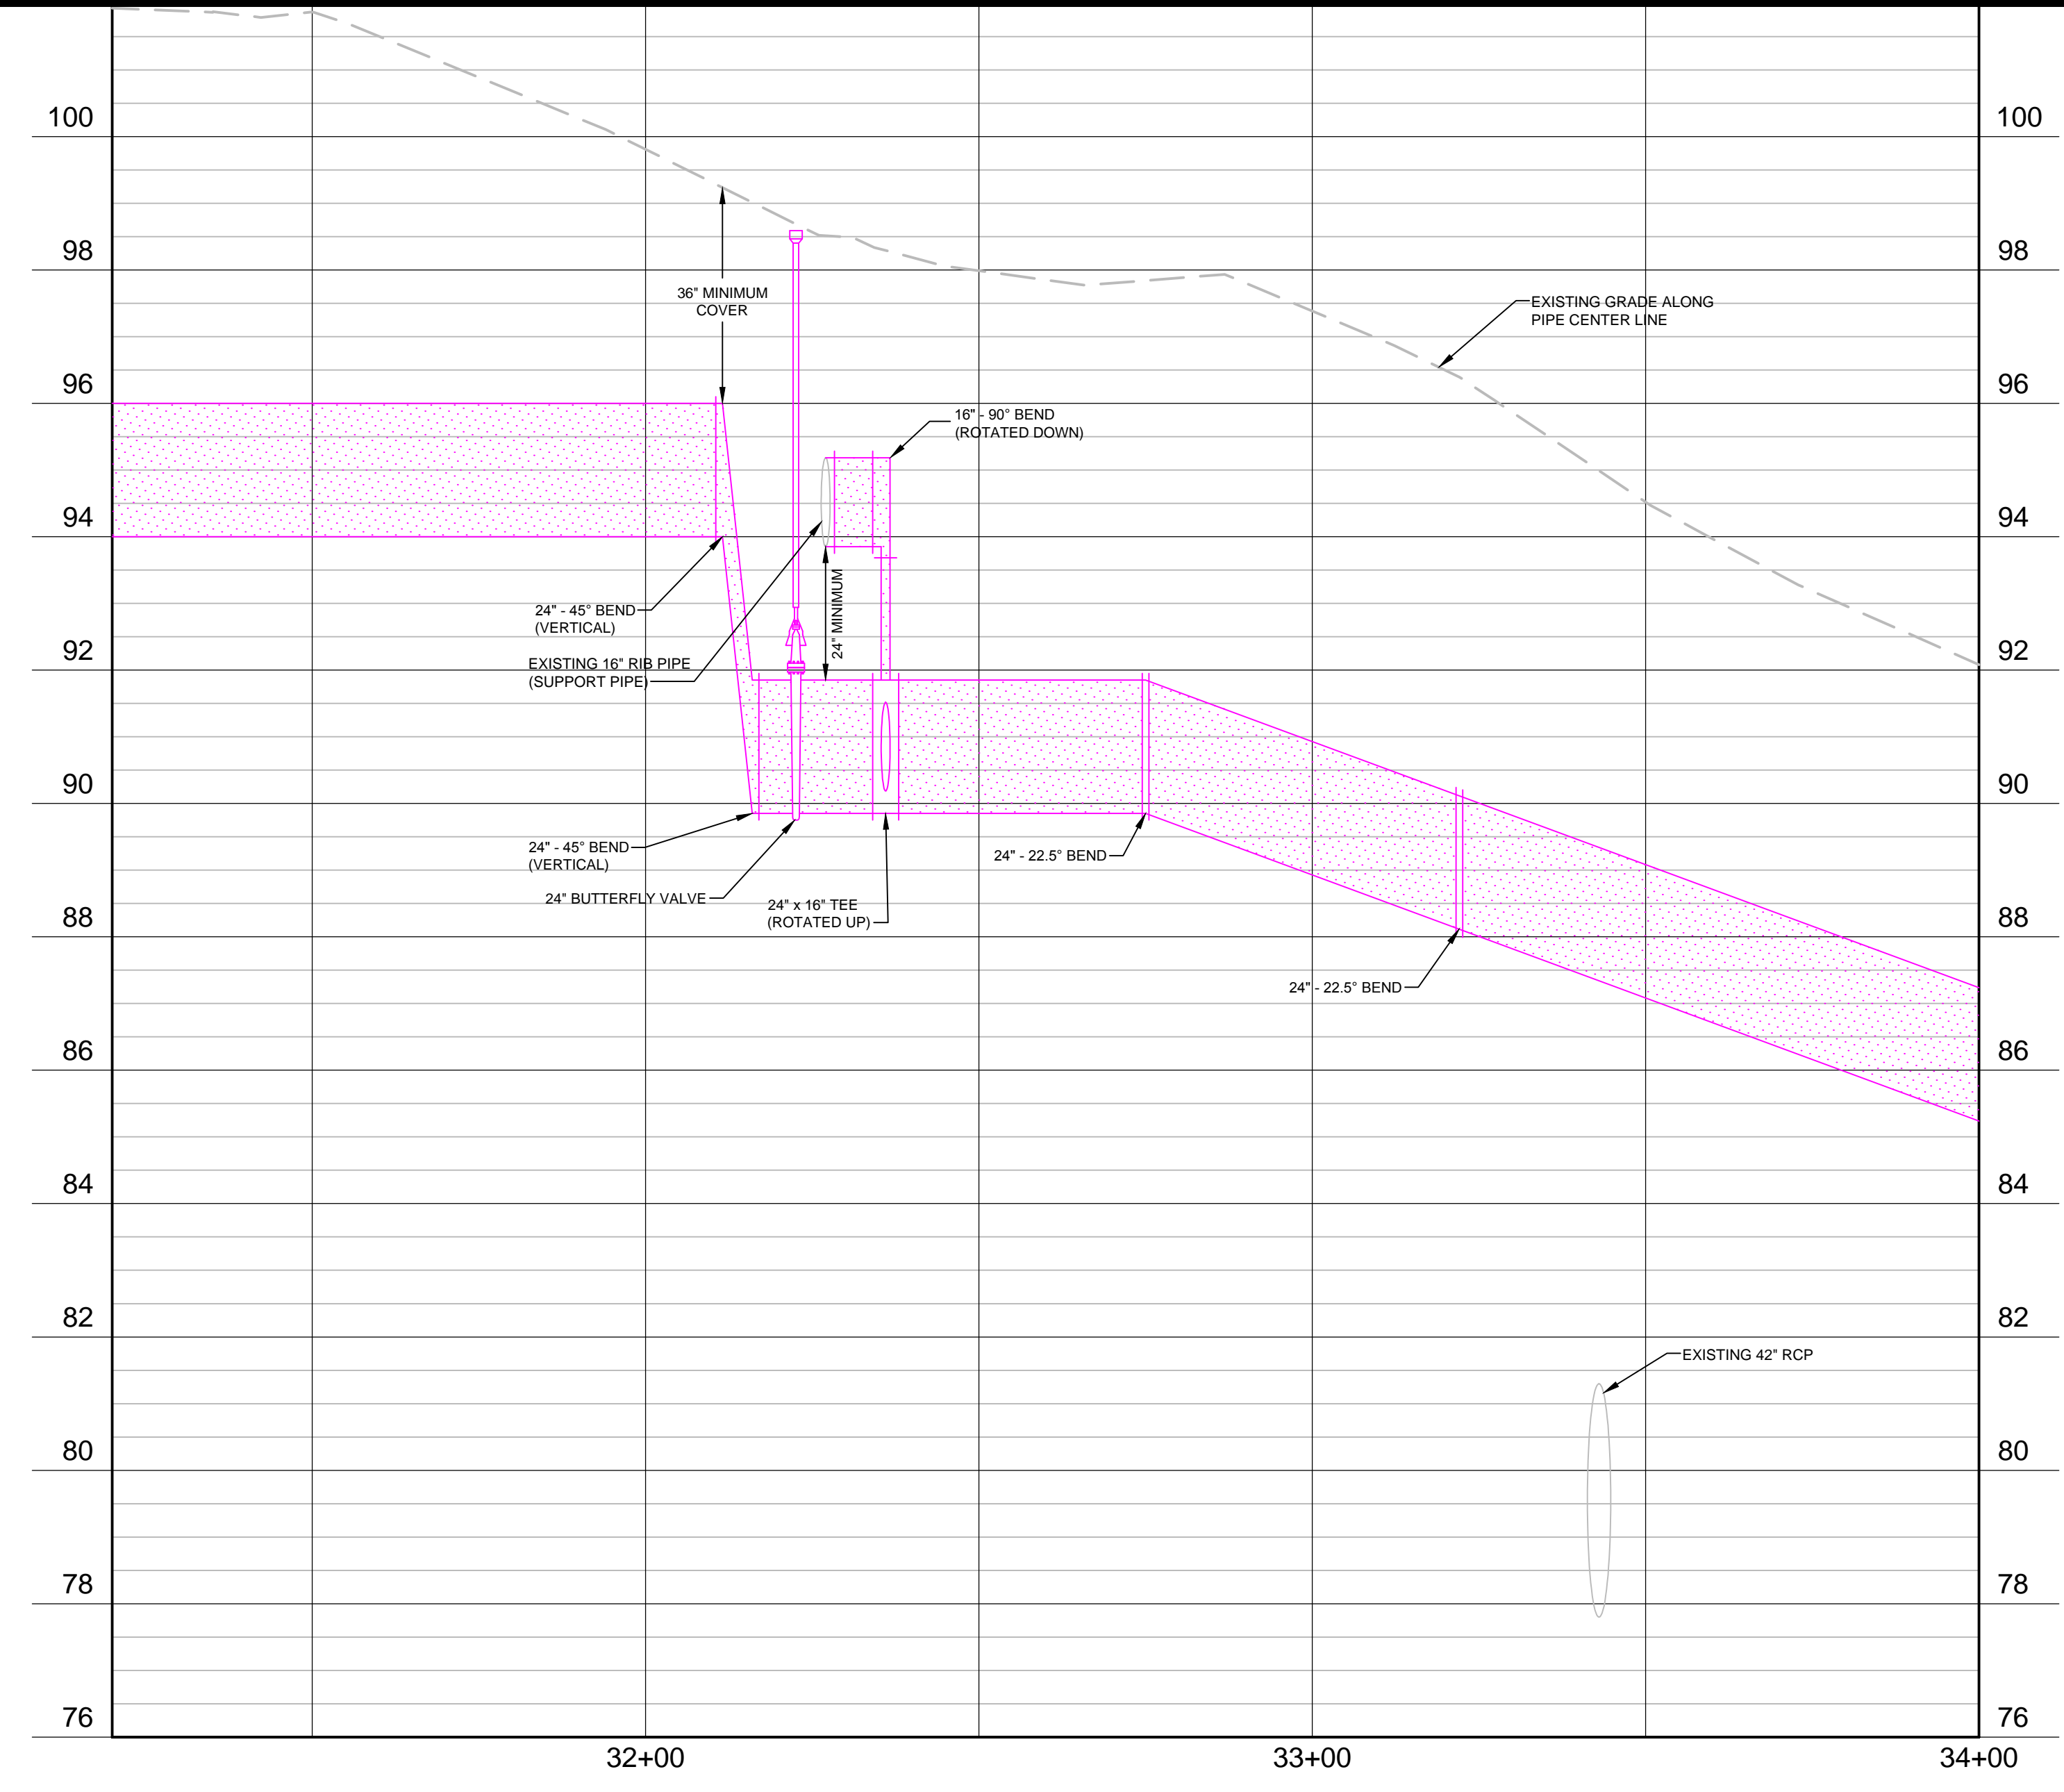 100
100
98
98
36" MINIMUM
COVER
EXISTING GRADE ALONG
PIPE CENTER LINE
96
96
16" - 90° BEND
(ROTATED DOWN)
94
94
24" MINIMUM
24" - 45° BEND
(VERTICAL)
92
92
EXISTING 16" RIB PIPE
(SUPPORT PIPE)
90
90
24" - 45° BEND
(VERTICAL)
24" - 22.5° BEND
24" BUTTERFLY VALVE
24" x 16" TEE
(ROTATED UP)
88
88
24" - 22.5° BEND
86
86
84
84
82
82
EXISTING 42" RCP
80
80
78
78
76
76
32+00
33+00
34+00